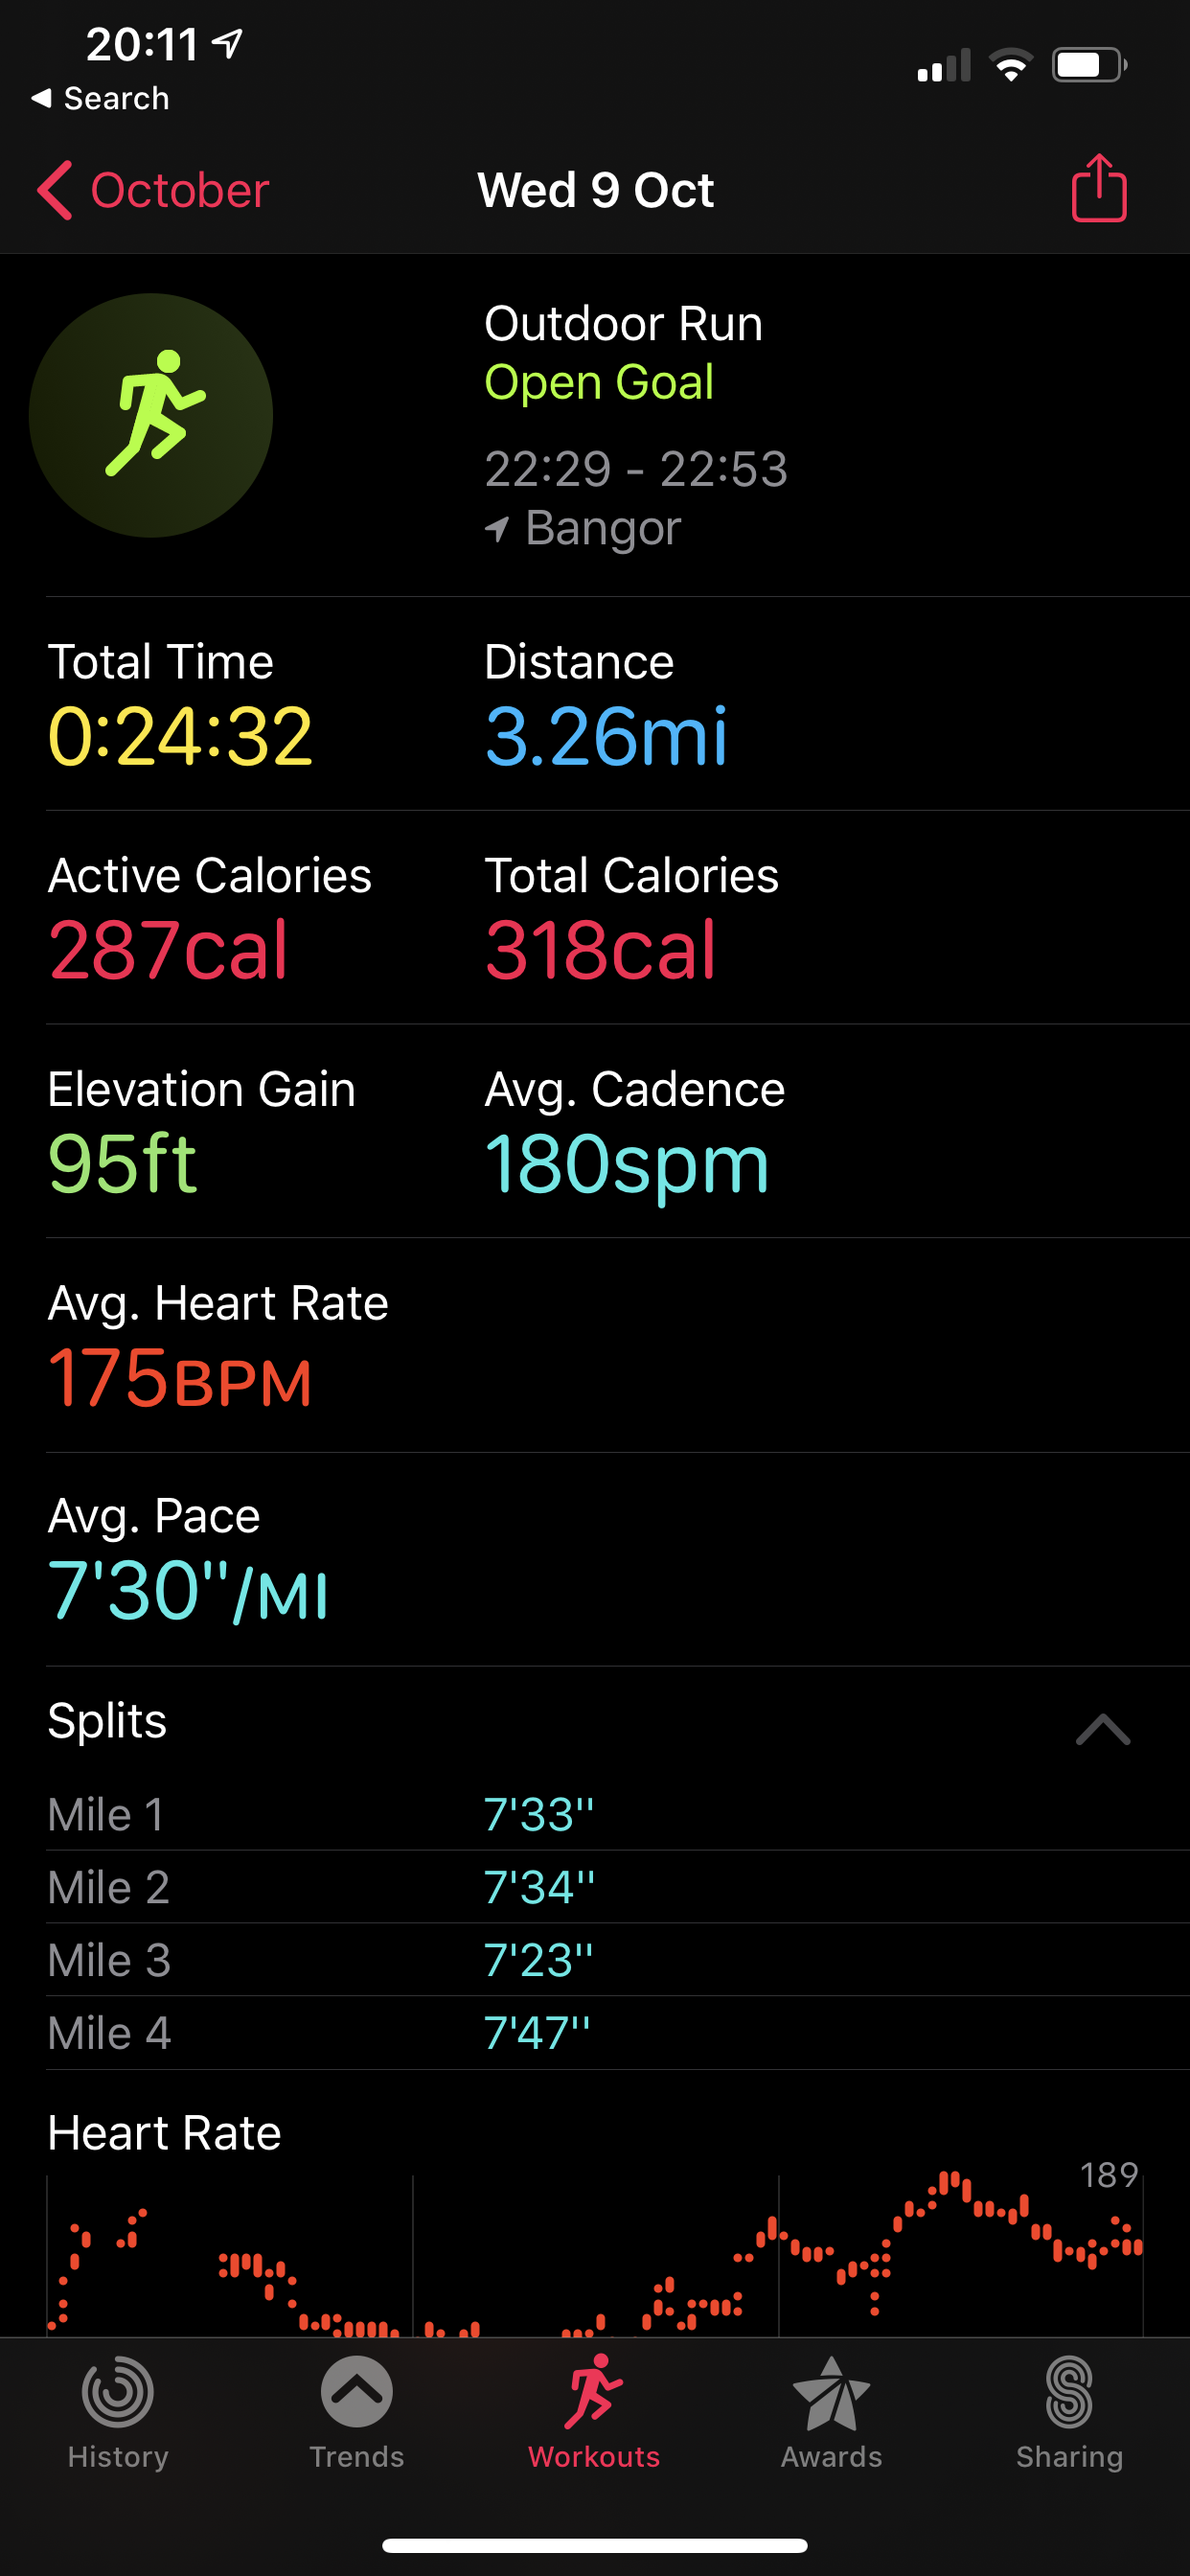 20:11
Search
October
Wed 9 Oct
Outdoor Run
Open Goal
22:29 - 22:53
Bangor
Total Time
Distance
0:24:32
3.26mi
Active Calories
Total Calories
287cal
318cal
Elevation Gain
Avg. Cadence
95ft
180spm
Avg. Heart Rate
175BPM
Avg. Pace
7'30"/MI
Splits
Mile 1 7'33"
Mile 2 7'34"
Mile 3 7'23"
Mile 4 7'47"
Heart Rate
189
History
Trends
Workouts
Awards
Sharing